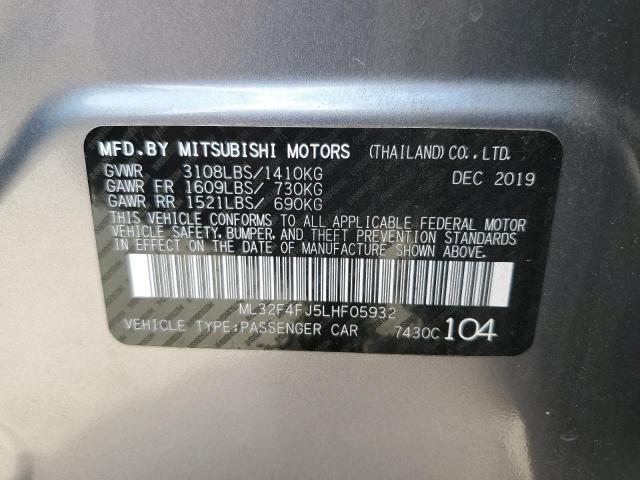 MFD.BY MITSUBISHI MOTORS (THAILAND)CO.,LTD.
GVWR 3108LBS/1410KG DEC 2019
GAWR FR 1609LBS/ 730KG
GAWR RR 1521LBS/ 690KG
THIS VEHICLE CONFORMS TO ALL APPLICABLE FEDERAL MOTOR
VEHICLE SAFETY, BUMPER, AND THEFT PREVENTION STANDARDS
IN EFFECT ON THE DATE OF MANUFACTURE SHOWN ABOVE.
ML32F4FJ5LHF05932
VEHICLE TYPE:PASSENGER CAR 7430C 104